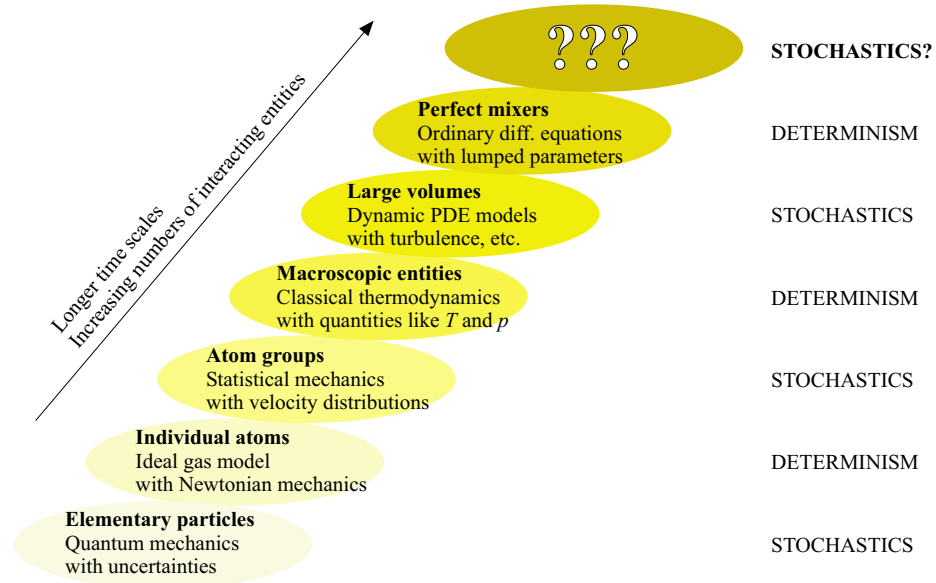 ???
STOCHASTICS?
Perfect mixers
Ordinary diff. equations
with lumped parameters
DETERMINISM
Large volumes
Dynamic PDE models
with turbulence, etc.
STOCHASTICS
Longer time scales
Increasing numbers of interacting entities
Macroscopic entities
Classical thermodynamics
with quantities like T and p
DETERMINISM
Atom groups
Statistical mechanics
with velocity distributions
STOCHASTICS
Individual atoms
Ideal gas model
with Newtonian mechanics
DETERMINISM
Elementary particles
Quantum mechanics
with uncertainties
STOCHASTICS